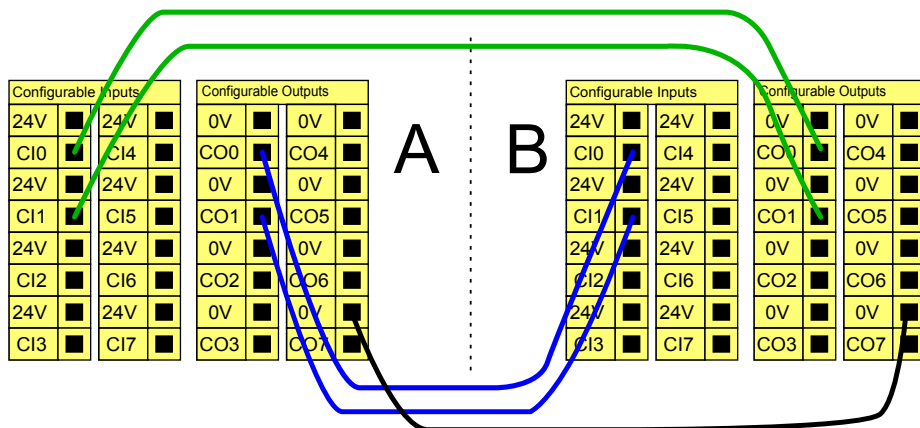 Configurable Inputs Configurable Outputs Configurable Inputs Configurable Outputs
24V 24V 0V 0V 24V 24V 0V 0V
CI0 CI4 CO0 CO4 A B CI0 CI4 CO0 CO4
24V 24V 0V 0V 24V 24V 0V 0V
CI1 CI5 CO1 CO5 CI1 CI5 CO1 CO5
24V 24V 0V 0V 24V 24V 0V 0V
CI2 CI6 CO2 CO6 CI2 CI6 CO2 CO6
24V 24V 0V 0V 24V 24V 0V 0V
CI3 CI7 CO3 CO7 CI3 CI7 CO3 CO7